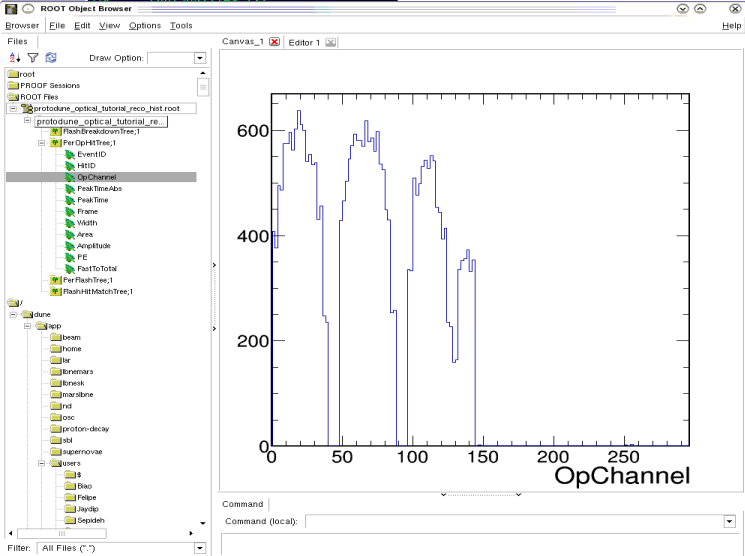 ROOT Object Browser
Browser File Edit View Options Tools Help
Files
Draw Option:
root
PROOF Sessions
ROOT Files
protodune_optical_tutorial_reco_hist.root
protodune_optical_tutorial_re...
FlashBreakdownTree;1
PerOpHitTree;1
EventID
HitID
OpChannel
PeakTimeAbs
PeakTime
Frame
Width
Area
Amplitude
PE
FastToTotal
PerFlashTree;1
FlashHitMatchTree;1
/
dune
app
beam
home
lar
lbnemars
lbnesk
marslbne
nd
osc
proton-decay
sbl
supernovae
users
$
Biao
Felipe
Jaydip
Sepideh
Filter: All Files (*.*)
Canvas_1 Editor 1
600
400
200
0
0 50 100 150 200 250
OpChannel
Command
Command (local):